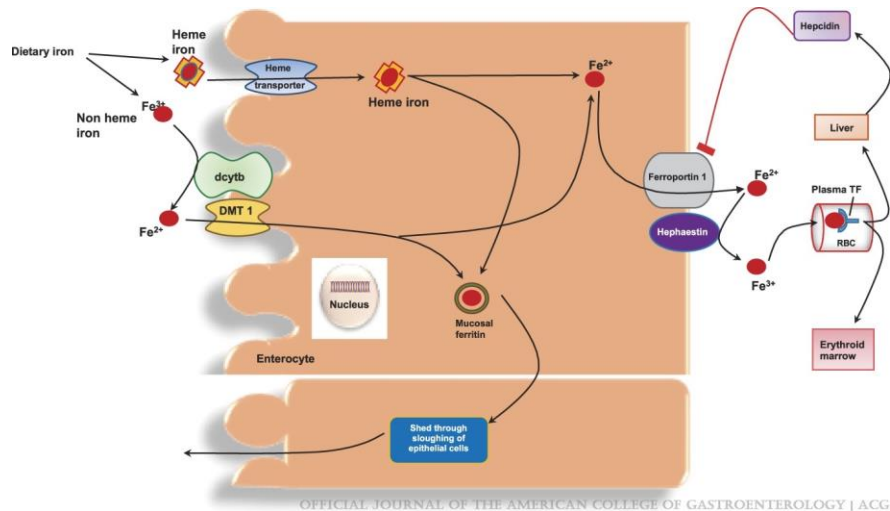 Dietary iron
Heme
iron
Fe3+
Non heme
iron
Heme
transporter
Heme iron
Fe2+
dcytb
DMT 1
Fe2+
Nucleus
Enterocyte
Mucosal
ferritin
Shed through
sloughing of
epithelial cells
Ferroportin 1
Hephaestin
Fe2+
Fe3+
Hepcidin
Liver
Plasma TF
RBC
Erythroid
marrow
OFFICIAL JOURNAL OF THE AMERICAN COLLEGE OF GASTROENTEROLOGY | ACG